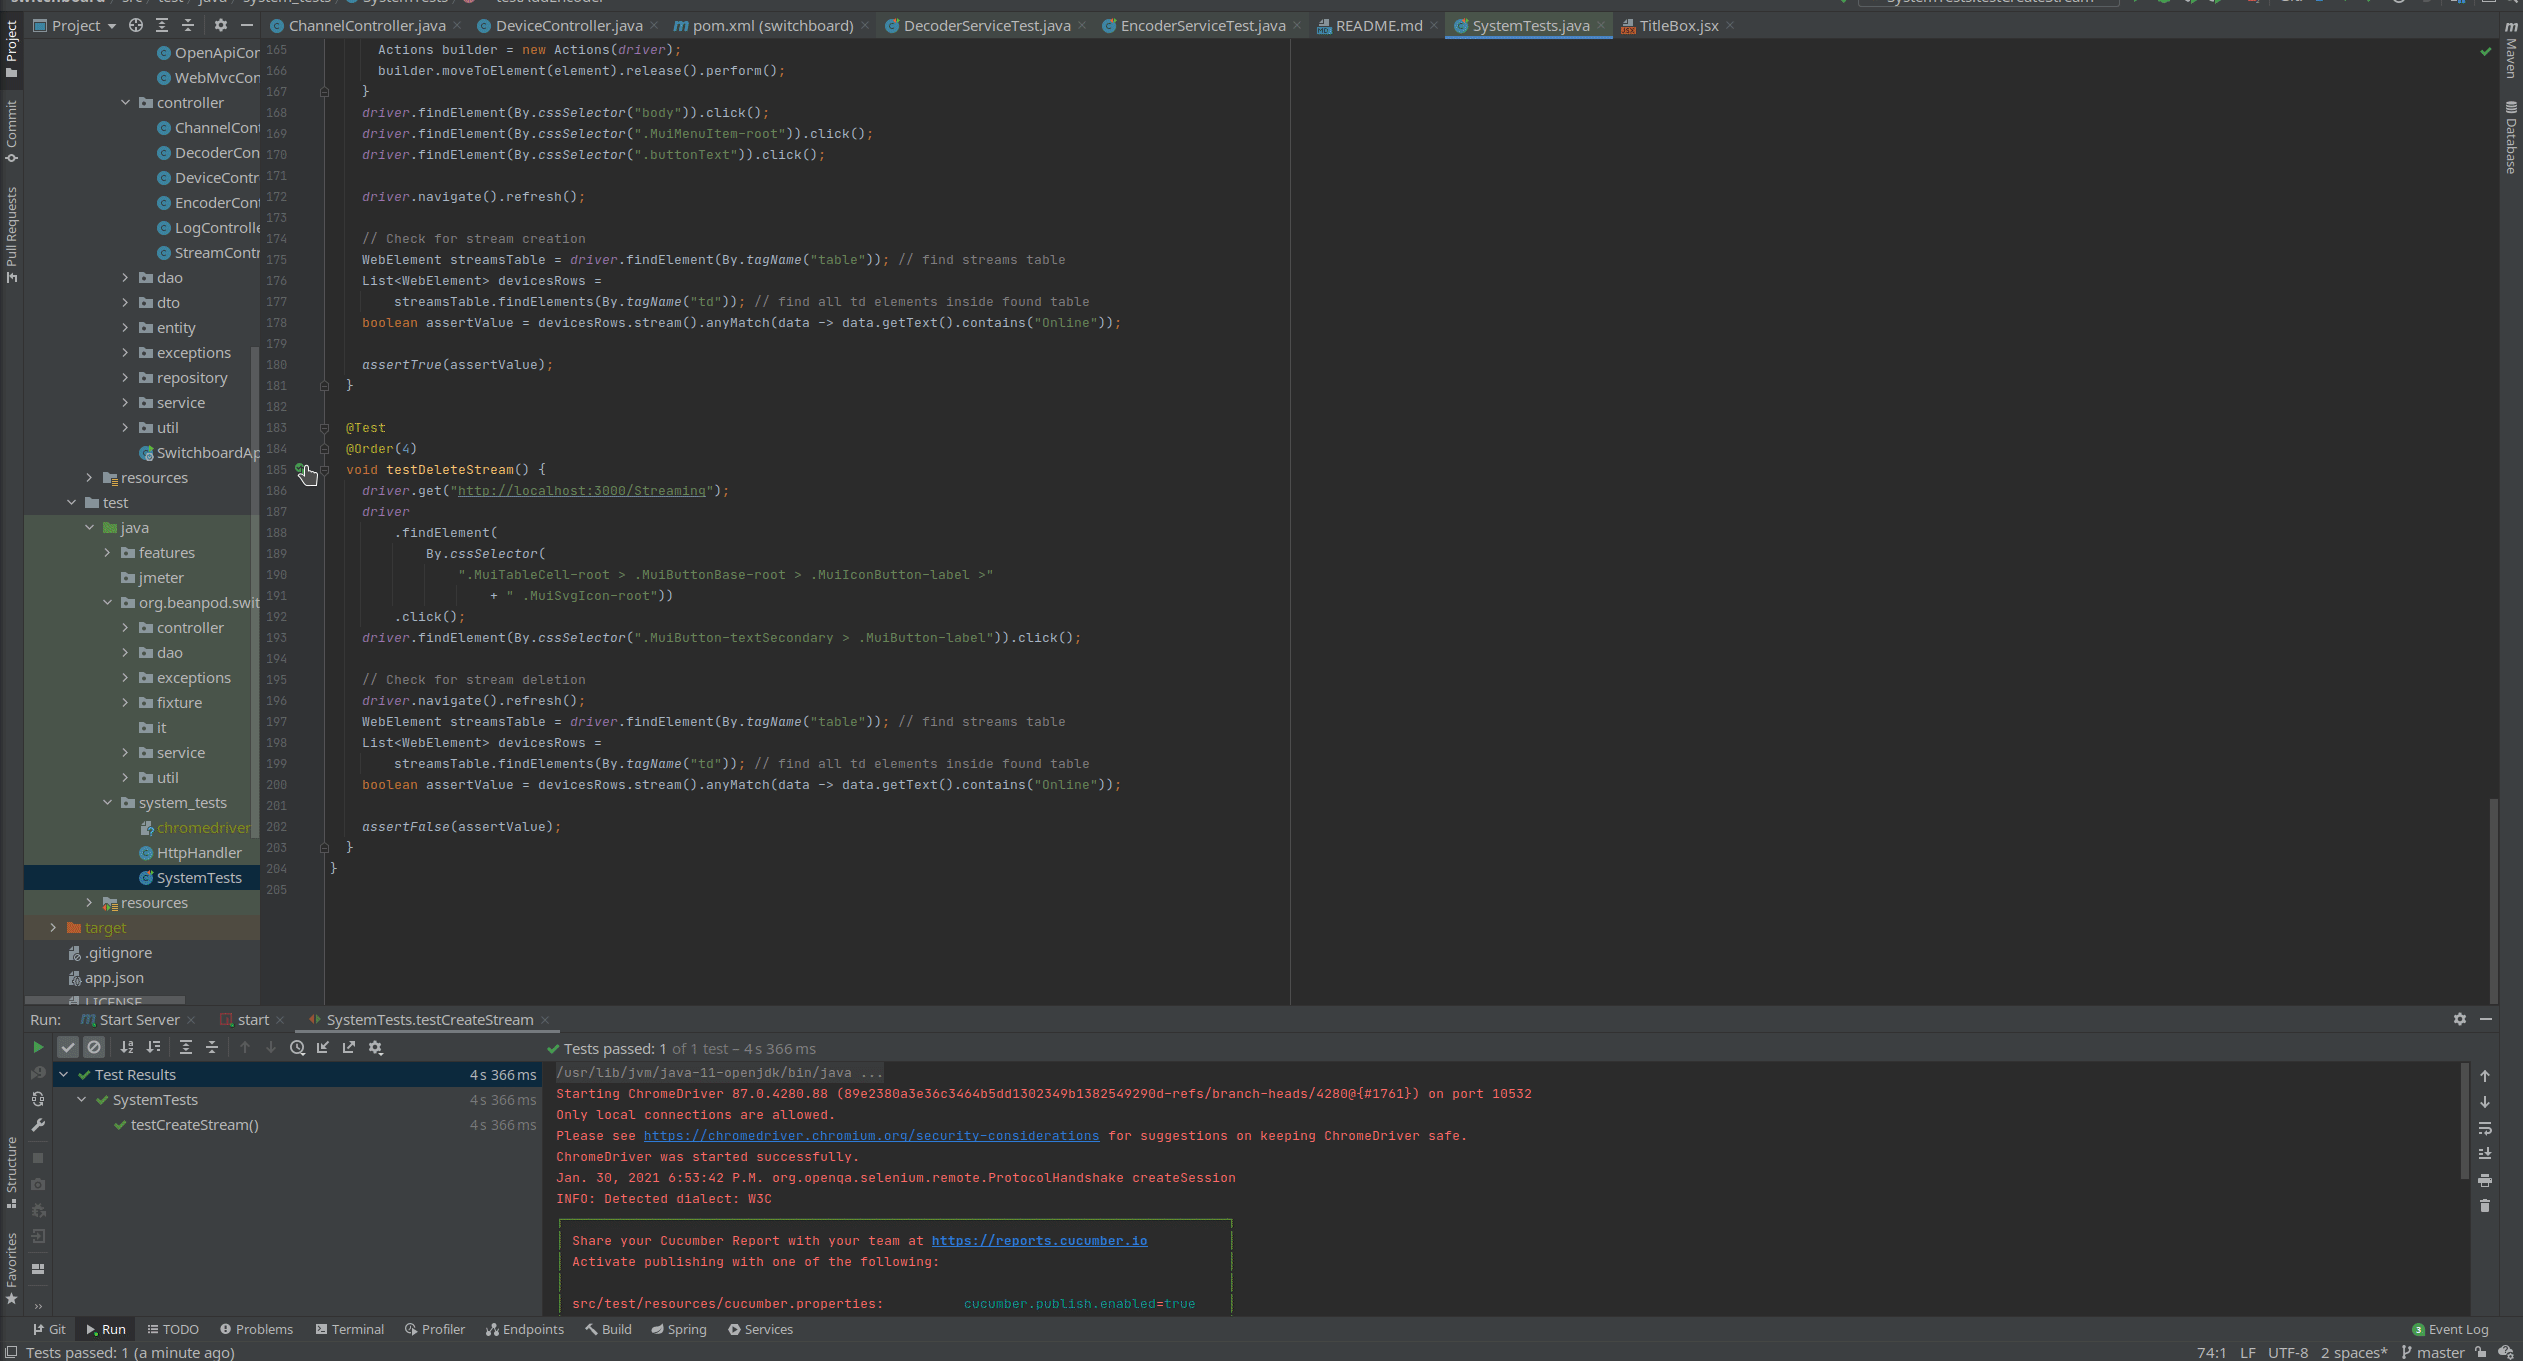 Project
ChannelController.java
DeviceController.java
pom.xml (switchboard)
DecoderServiceTest.java
EncoderServiceTest.java
README.md
SystemTests.java
TitleBox.jsx
Project
Commit
Pull Requests
Structure
Favorites
Maven
Database
OpenApiCon
WebMvcCon
controller
ChannelCont
DecoderCon
DeviceContr
EncoderCont
LogControlle
StreamContr
dao
dto
entity
exceptions
repository
service
util
SwitchboardAp
resources
test
java
features
jmeter
org.beanpod.swit
controller
dao
exceptions
fixture
it
service
util
system_tests
chromedriver
HttpHandler
SystemTests
resources
target
.gitignore
app.json
LICENSE
165 Actions builder = new Actions(driver);
166 builder.moveToElement(element).release().perform();
167 }
168 driver.findElement(By.cssSelector("body")).click();
169 driver.findElement(By.cssSelector(".MuiMenuItem-root")).click();
170 driver.findElement(By.cssSelector(".buttonText")).click();
171
172 driver.navigate().refresh();
173
174 // Check for stream creation
175 WebElement streamsTable = driver.findElement(By.tagName("table")); // find streams table
176 List<WebElement> devicesRows =
177 streamsTable.findElements(By.tagName("td")); // find all td elements inside found table
178 boolean assertValue = devicesRows.stream().anyMatch(data -> data.getText().contains("Online"));
179
180 assertTrue(assertValue);
181 }
182
183 @Test
184 @Order(4)
185 void testDeleteStream() {
186 driver.get("http://localhost:3000/Streaming");
187 driver
188 .findElement(
189 By.cssSelector(
190 ".MuiTableCell-root > .MuiButtonBase-root > .MuiIconButton-label >"
191 + " .MuiSvgIcon-root"))
192 .click();
193 driver.findElement(By.cssSelector(".MuiButton-textSecondary > .MuiButton-label")).click();
194
195 // Check for stream deletion
196 driver.navigate().refresh();
197 WebElement streamsTable = driver.findElement(By.tagName("table")); // find streams table
198 List<WebElement> devicesRows =
199 streamsTable.findElements(By.tagName("td")); // find all td elements inside found table
200 boolean assertValue = devicesRows.stream().anyMatch(data -> data.getText().contains("Online"));
201
202 assertFalse(assertValue);
203 }
204 }
205
Run: Start Server start SystemTests.testCreateStream
Tests passed: 1 of 1 test – 4 s 366 ms
Test Results 4 s 366 ms
SystemTests 4 s 366 ms
testCreateStream() 4 s 366 ms
/usr/lib/jvm/java-11-openjdk/bin/java ...
Starting ChromeDriver 87.0.4280.88 (89e2380a3e36c3464b5dd1302349b1382549290d-refs/branch-heads/4280@{#1761}) on port 10532
Only local connections are allowed.
Please see https://chromedriver.chromium.org/security-considerations for suggestions on keeping ChromeDriver safe.
ChromeDriver was started successfully.
Jan. 30, 2021 6:53:42 P.M. org.openqa.selenium.remote.ProtocolHandshake createSession
INFO: Detected dialect: W3C
Share your Cucumber Report with your team at https://reports.cucumber.io
Activate publishing with one of the following:
src/test/resources/cucumber.properties: cucumber.publish.enabled=true
Git Run TODO Problems Terminal Profiler Endpoints Build Spring Services
3 Event Log
Tests passed: 1 (a minute ago)
74:1 LF UTF-8 2 spaces* master